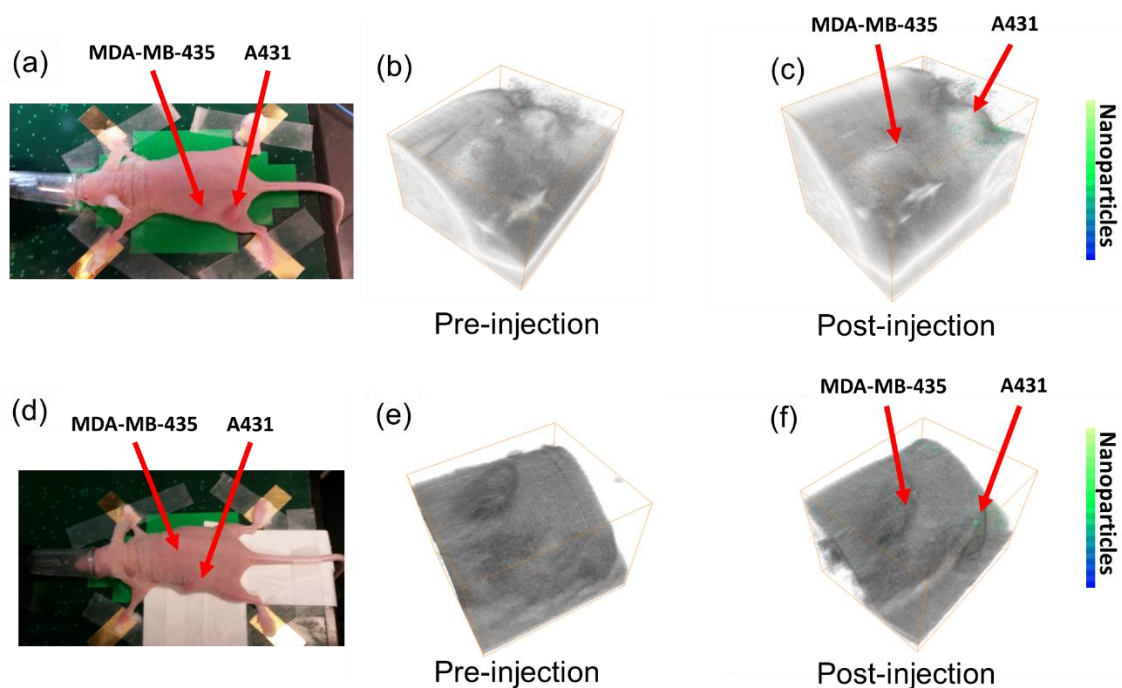 (a)
MDA-MB-435 A431
(b)
Pre-injection
(c)
MDA-MB-435 A431
Post-injection
Nanoparticles
(d)
MDA-MB-435 A431
(e)
Pre-injection
(f)
MDA-MB-435 A431
Post-injection
Nanoparticles